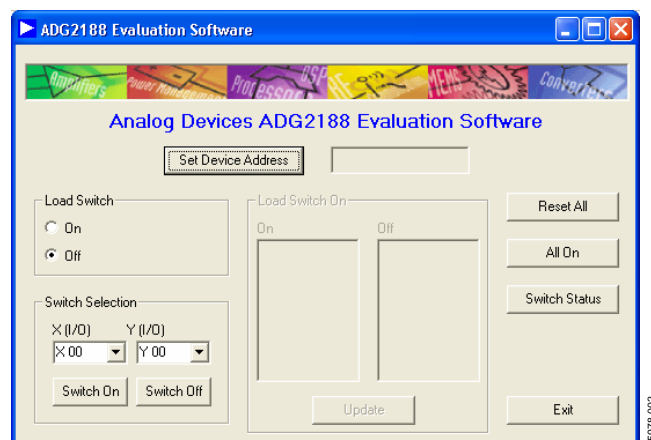 ADG2188 Evaluation Software
Amplifiers Power Management Processors DSP RF MEMS Converters
Analog Devices ADG2188 Evaluation Software
Set Device Address
Load Switch
On
Off
Load Switch On
On Off
Reset All
All On
Switch Status
Switch Selection
X (I/O) Y (I/O)
X 00 Y 00
Switch On Switch Off
Update
Exit